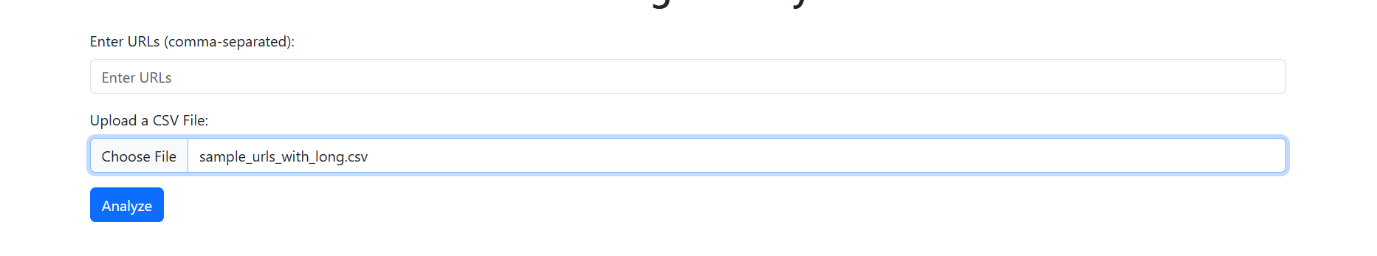 Enter URLs (comma-separated):
Enter URLs
Upload a CSV File:
Choose File sample_urls_with_long.csv
Analyze